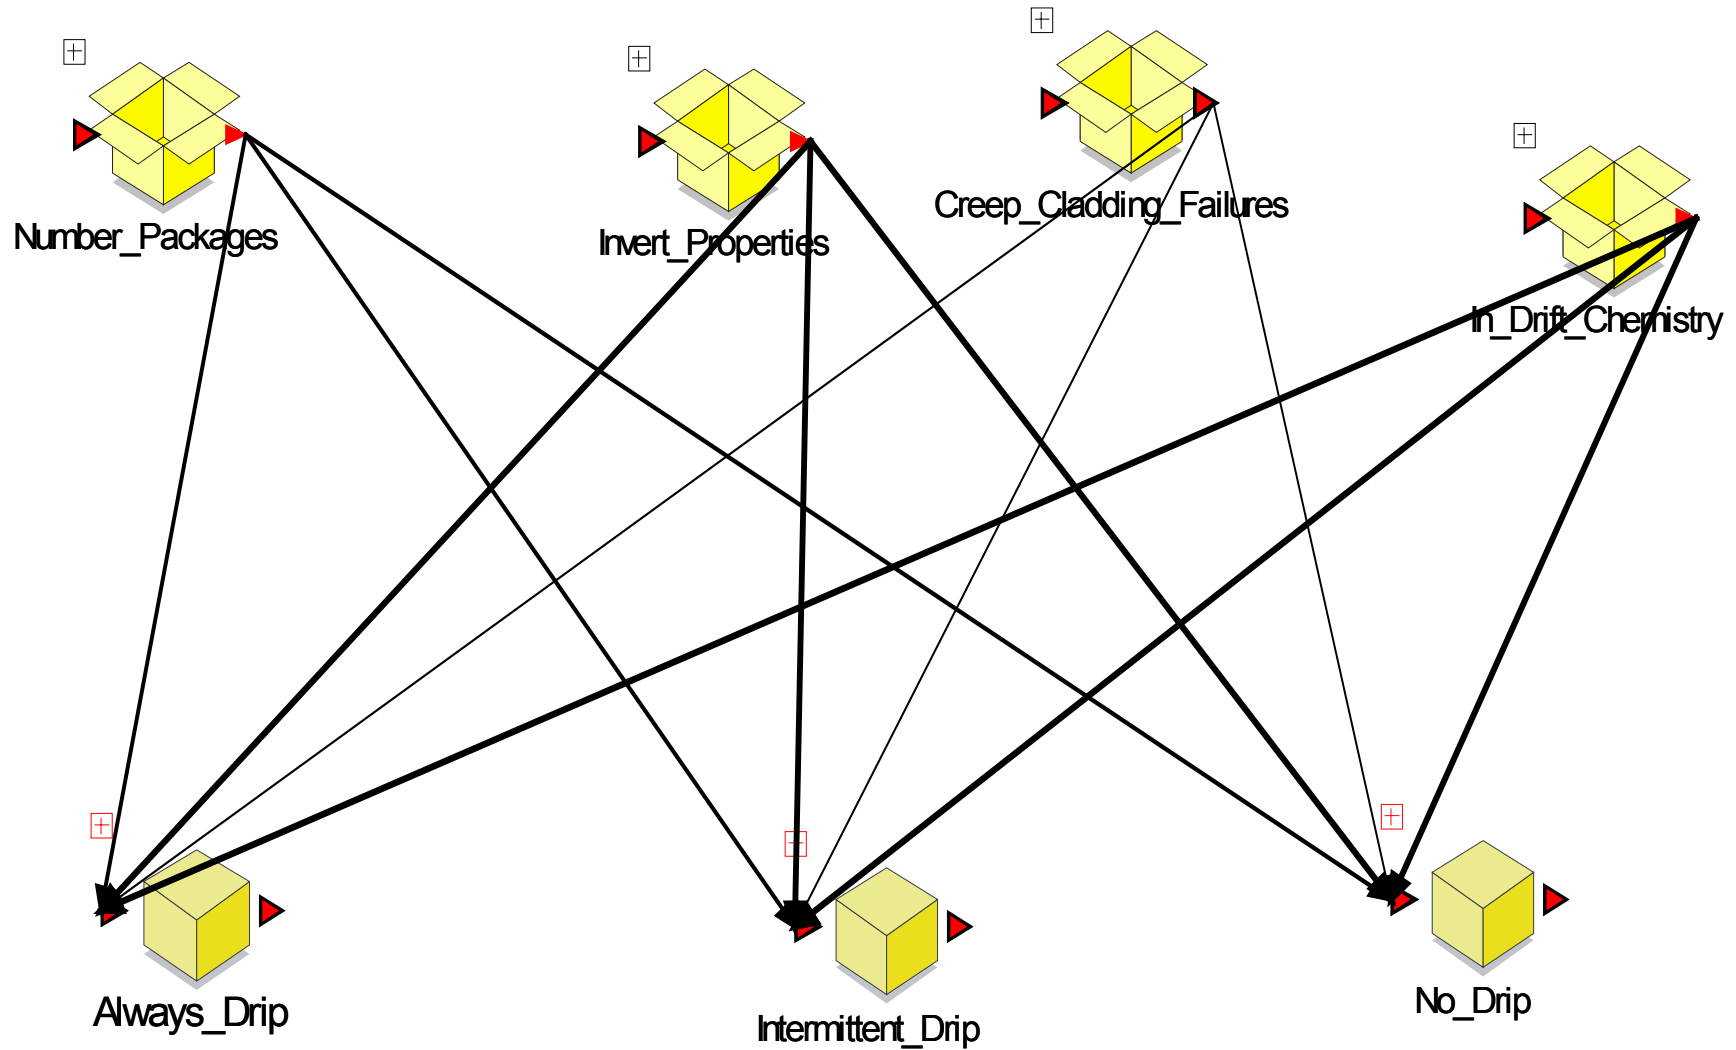 Number_Packages
Invert_Properties
Creep_Cladding_Failures
In_Drift_Chemistry
Always_Drip
Intermittent_Drip
No_Drip